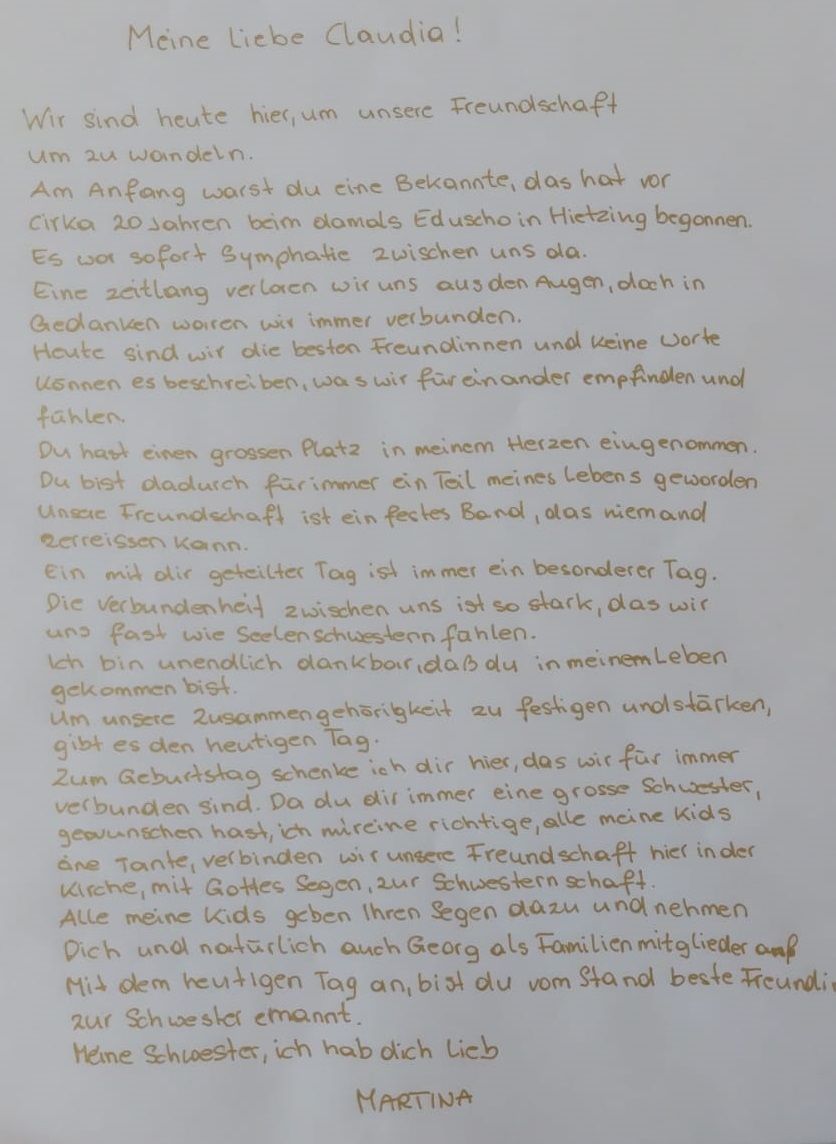 Meine Liebe Claudia!
Wir sind heute hier, um unsere Freundschaft
um zu wandeln.
Am Anfang warst du eine Bekannte, das hat vor
cirka 20 Jahren beim damals Eduscho in Hietzing begonnen.
Es war sofort Symphatie zwischen uns da.
Eine zeitlang verloren wir uns aus den Augen, doch in
Gedanken waren wir immer verbunden.
Heute sind wir die besten Freundinnen und keine Worte
können es beschreiben, was wir für einander empfinden und
fühlen.
Du hast einen grossen Platz in meinem Herzen eingenommen.
Du bist dadurch für immer ein Teil meines Lebens geworden
Unsere Freundschaft ist ein festes Band, das niemand
zerreissen kann.
Ein mit dir geteilter Tag ist immer ein besonderer Tag.
Die Verbundenheit zwischen uns ist so stark, das wir
uns fast wie Seelenschwestern fühlen.
Ich bin unendlich dankbar, daß du in meinem Leben
gekommen bist.
Um unsere Zusammengehörigkeit zu festigen und stärken,
gibt es den heutigen Tag.
Zum Geburtstag schenke ich dir hier, das wir für immer
verbunden sind. Da du dir immer eine grosse Schwester,
gewunschen hast, ich mir eine richtige, alle meine Kids
ane Tante, verbinden wir unsere Freundschaft hier in der
Kirche, mit Gottes Segen, zur Schwesternschaft.
Alle meine Kids geben Ihren Segen dazu und nehmen
Dich und natürlich auch Georg als Familienmitglieder auf
Mit dem heutigen Tag an, bist du vom Stand beste Freundin
zur Schwester ernannt.
Meine Schwester, ich hab dich Lieb
MARTINA